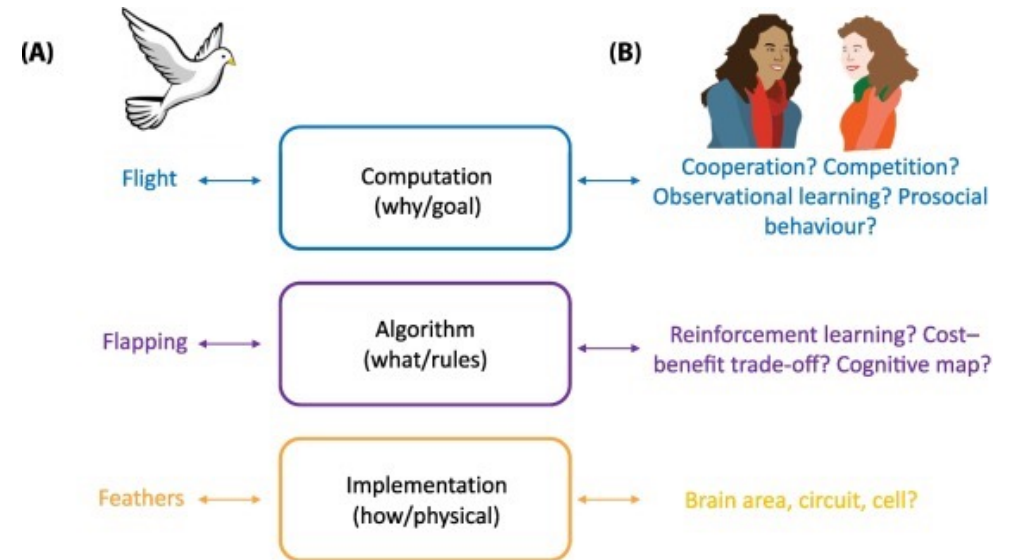 (A)
(B)
Flight
Computation
(why/goal)
Cooperation? Competition?
Observational learning? Prosocial
behaviour?
Flapping
Algorithm
(what/rules)
Reinforcement learning? Cost–
benefit trade-off? Cognitive map?
Feathers
Implementation
(how/physical)
Brain area, circuit, cell?